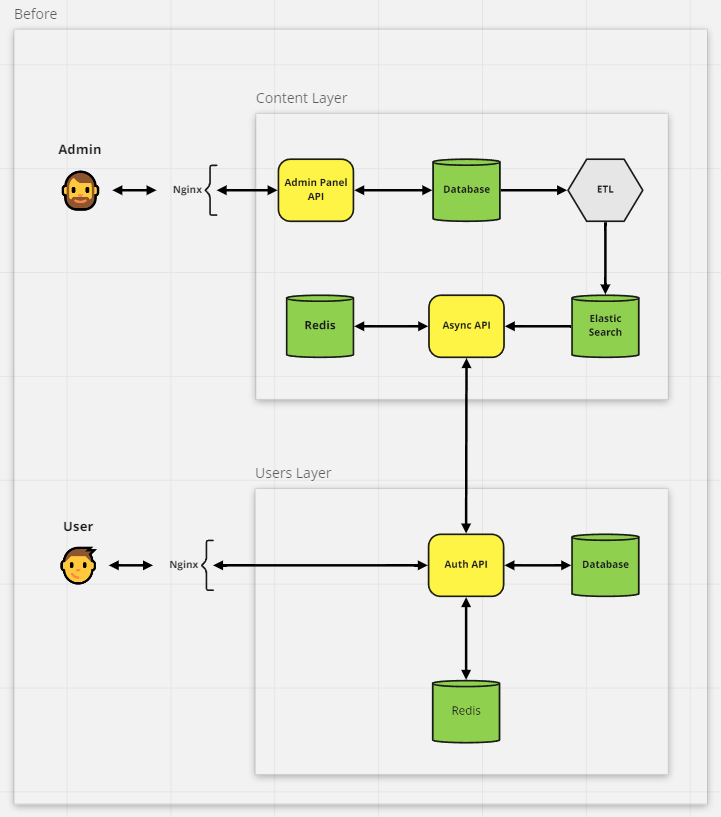 Before
Content Layer
Admin
Nginx
Admin Panel
API
Database
ETL
Redis
Async API
Elastic
Search
Users Layer
User
Nginx
Auth API
Database
Redis